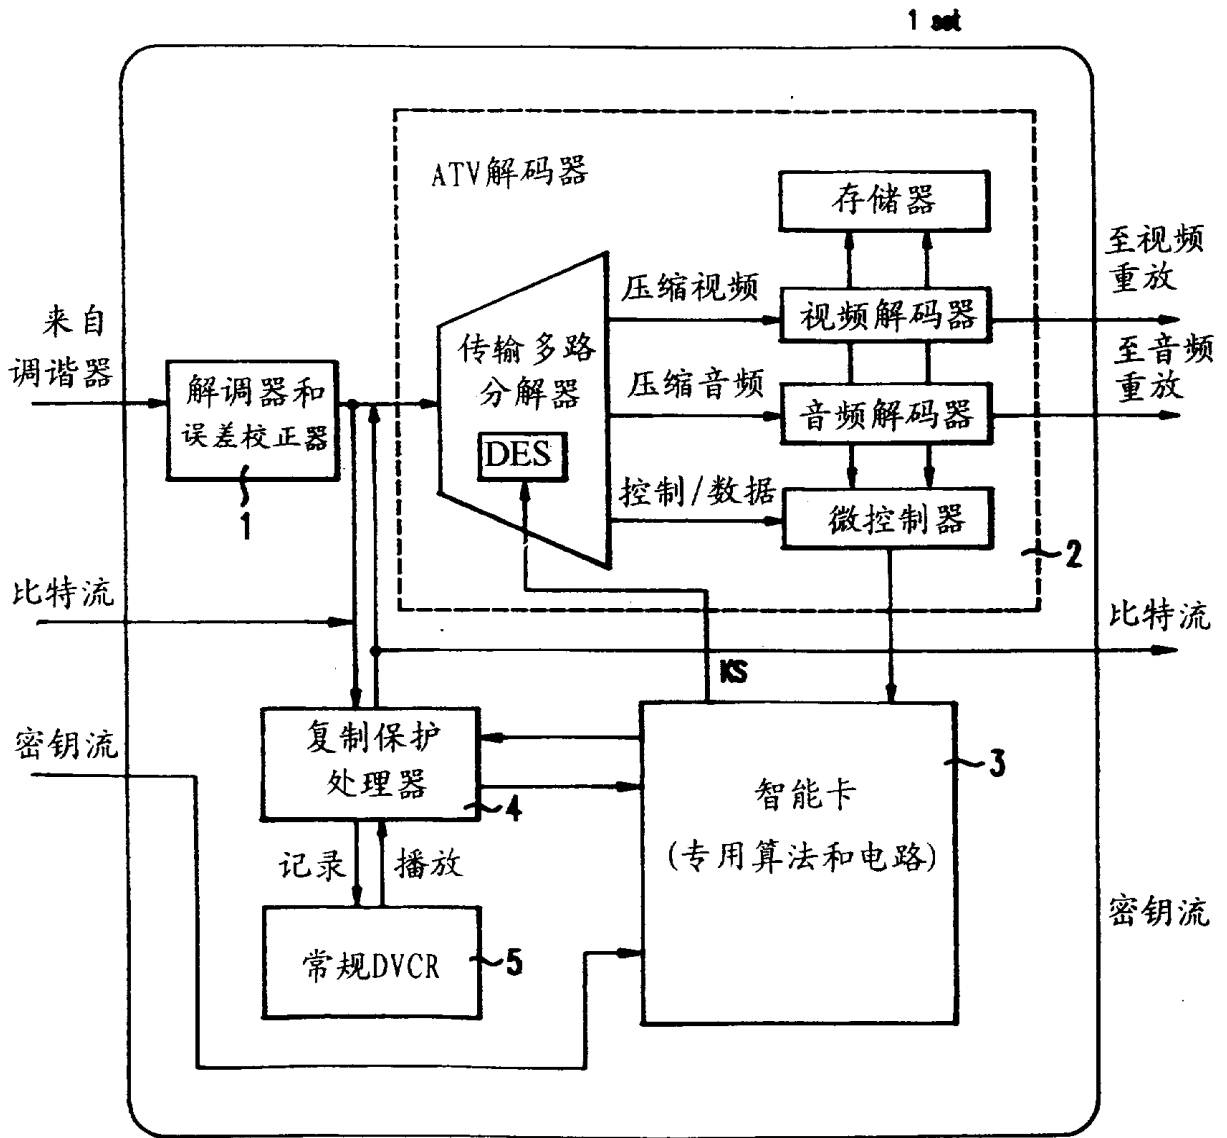 1 set
ATV解码器
存储器
至视频
重放
压缩视频
视频解码器
来自
调谐器
传输多路
分解器
至音频
重放
解调器和
误差校正器
压缩音频
音频解码器
DES
1
控制/数据
微控制器
2
比特流
比特流
KS
密钥流
复制保护
处理器
4
3
智能卡
(专用算法和电路)
记录
播放
密钥流
常规DVCR
5